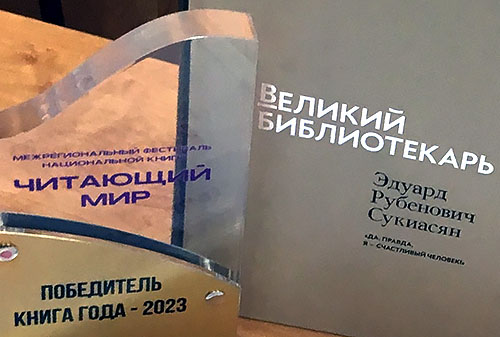 МЕЖРЕГИОНАЛЬНЫЙ ФЕСТИВАЛЬ
НАЦИОНАЛЬНОЙ КНИГИ
ЧИТАЮЩИЙ
МИР
ПОБЕДИТЕЛЬ
КНИГА ГОДА - 2023
ВЕЛИКИЙ
БИБЛИОТЕКАРЬ
Эдуард
Рубенович
Сукиасян
«ДА, ПРАВДА,
Я – СЧАСТЛИВЫЙ ЧЕЛОВЕК»